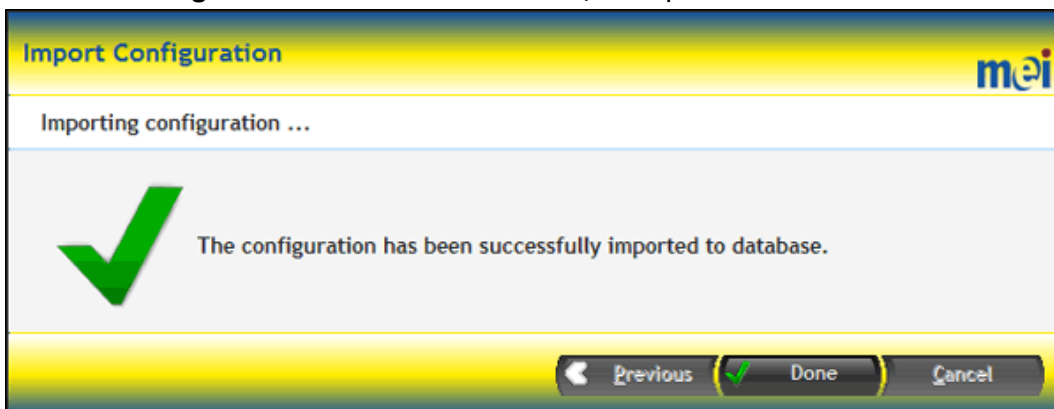 Import Configuration
mei
Importing configuration ...
The configuration has been successfully imported to database.
Previous
Done
Cancel